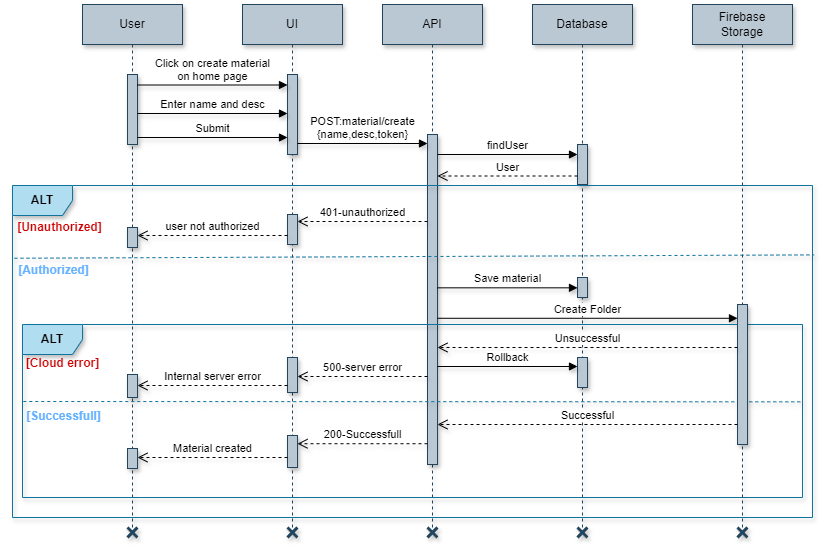 User
UI
API
Database
Firebase
Storage
Click on create material
on home page
Enter name and desc
Submit
POST:material/create
{name,desc,token}
findUser
User
ALT
[Unauthorized]
401-unauthorized
user not authorized
[Authorized]
Save material
Create Folder
ALT
[Cloud error]
Unsuccessful
Rollback
500-server error
Internal server error
[Successfull]
Successful
200-Successfull
Material created